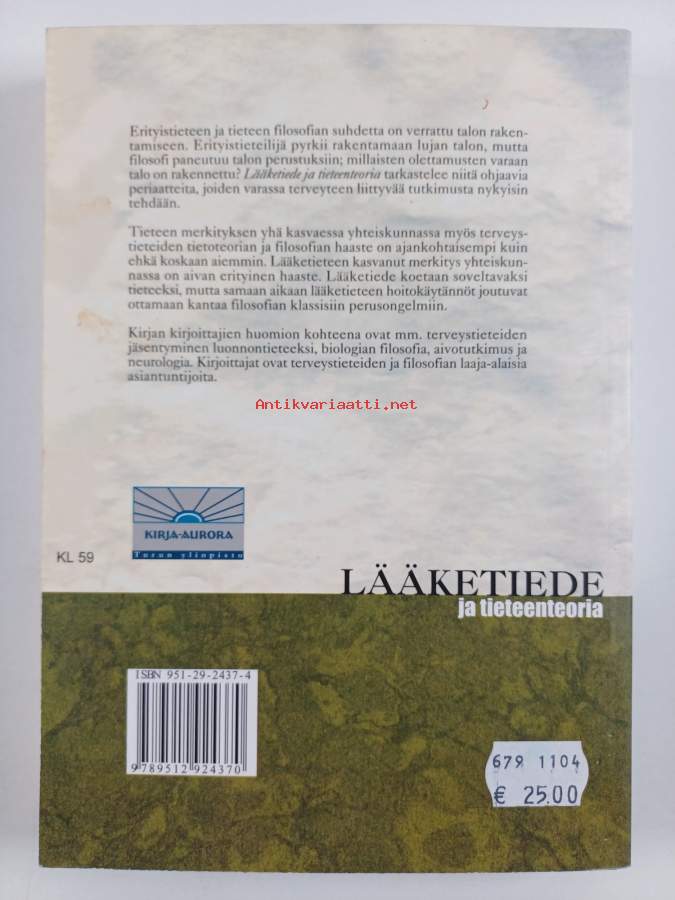 Erityistieteen ja tieteen filosofian suhdetta on verrattu talon raken-
tamiseen. Erityistieteilijä pyrkii rakentamaan lujan talon, mutta
filosofi paneutuu talon perustuksiin; millaisten olettamusten varaan
talo on rakennettu? Lääketiede ja tieteenteoria tarkastelee niitä ohjaavia
periaatteita, joiden varassa terveyteen liittyvää tutkimusta nykyisin
tehdään.
Tieteen merkityksen yhä kasvaessa yhteiskunnassa myös terveys-
tieteiden tietoteorian ja filosofian haaste on ajankohtaisempi kuin
ehkä koskaan aiemmin. Lääketieteen kasvanut merkitys yhteiskun-
nassa on aivan erityinen haaste. Lääketiede koetaan soveltavaksi
tieteeksi, mutta samaan aikaan lääketieteen hoitokäytännöt joutuvat
ottamaan kantaa filosofian klassisiin perusongelmiin.
Kirjan kirjoittajien huomion kohteena ovat mm. terveystieteiden
jäsentyminen luonnontieteeksi, biologian filosofia, aivotutkimus ja
neurologia. Kirjoittajat ovat terveystieteiden ja filosofian laaja-alaisia
asiantuntijoita.
Antikvariaatti.net
KIRJA-AURORA
Turun yliopisto
KL 59
LÄÄKETIEDE
ja tieteenteoria
ISBN 951-29-2437-4
9 789512 924370
679 1104
€ 25.00